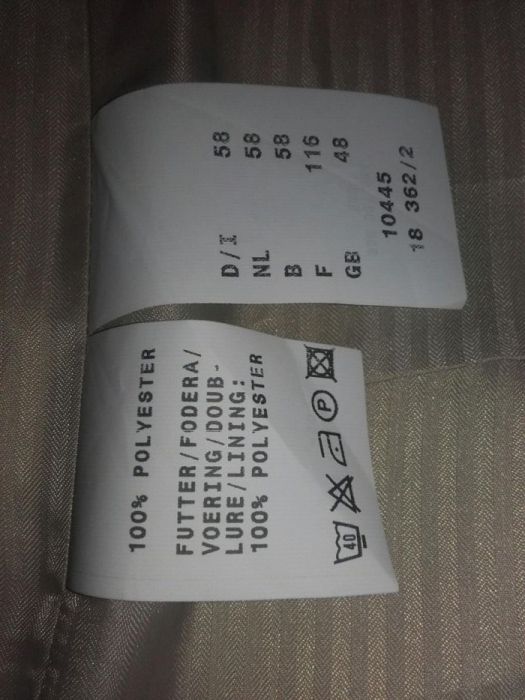 D/I 58
NL 58
B 58
F 116
GB 48
10445
18 362/2
100% POLYESTER
FUTTER/FODERA/
VOERING/DOUB-
LURE/LINING:
100% POLYESTER
40 P